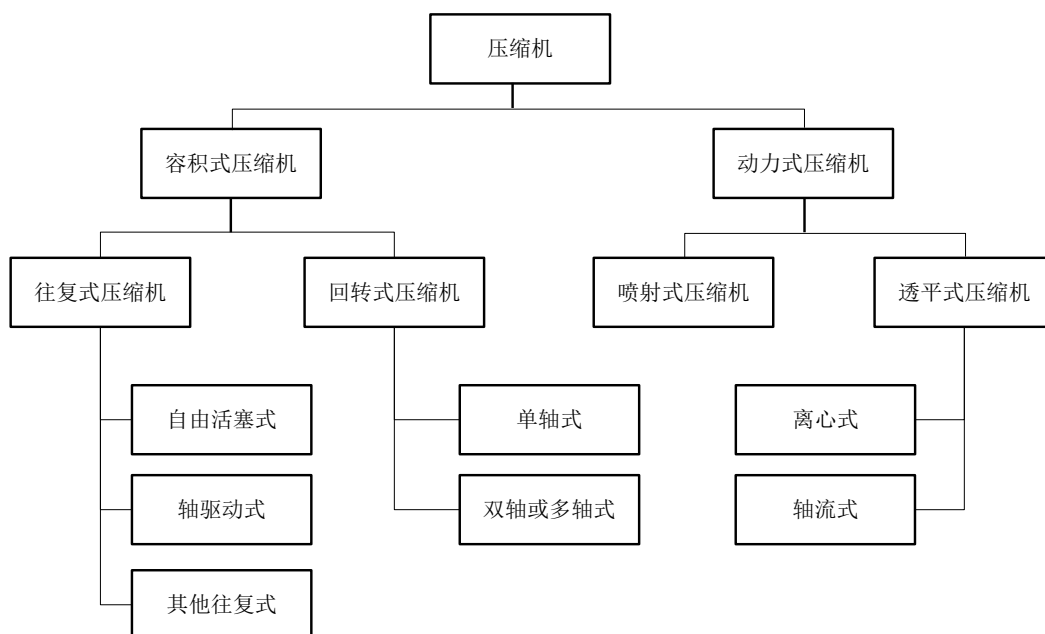 压缩机
容积式压缩机
动力式压缩机
往复式压缩机
回转式压缩机
喷射式压缩机
透平式压缩机
自由活塞式
单轴式
离心式
轴驱动式
双轴或多轴式
轴流式
其他往复式